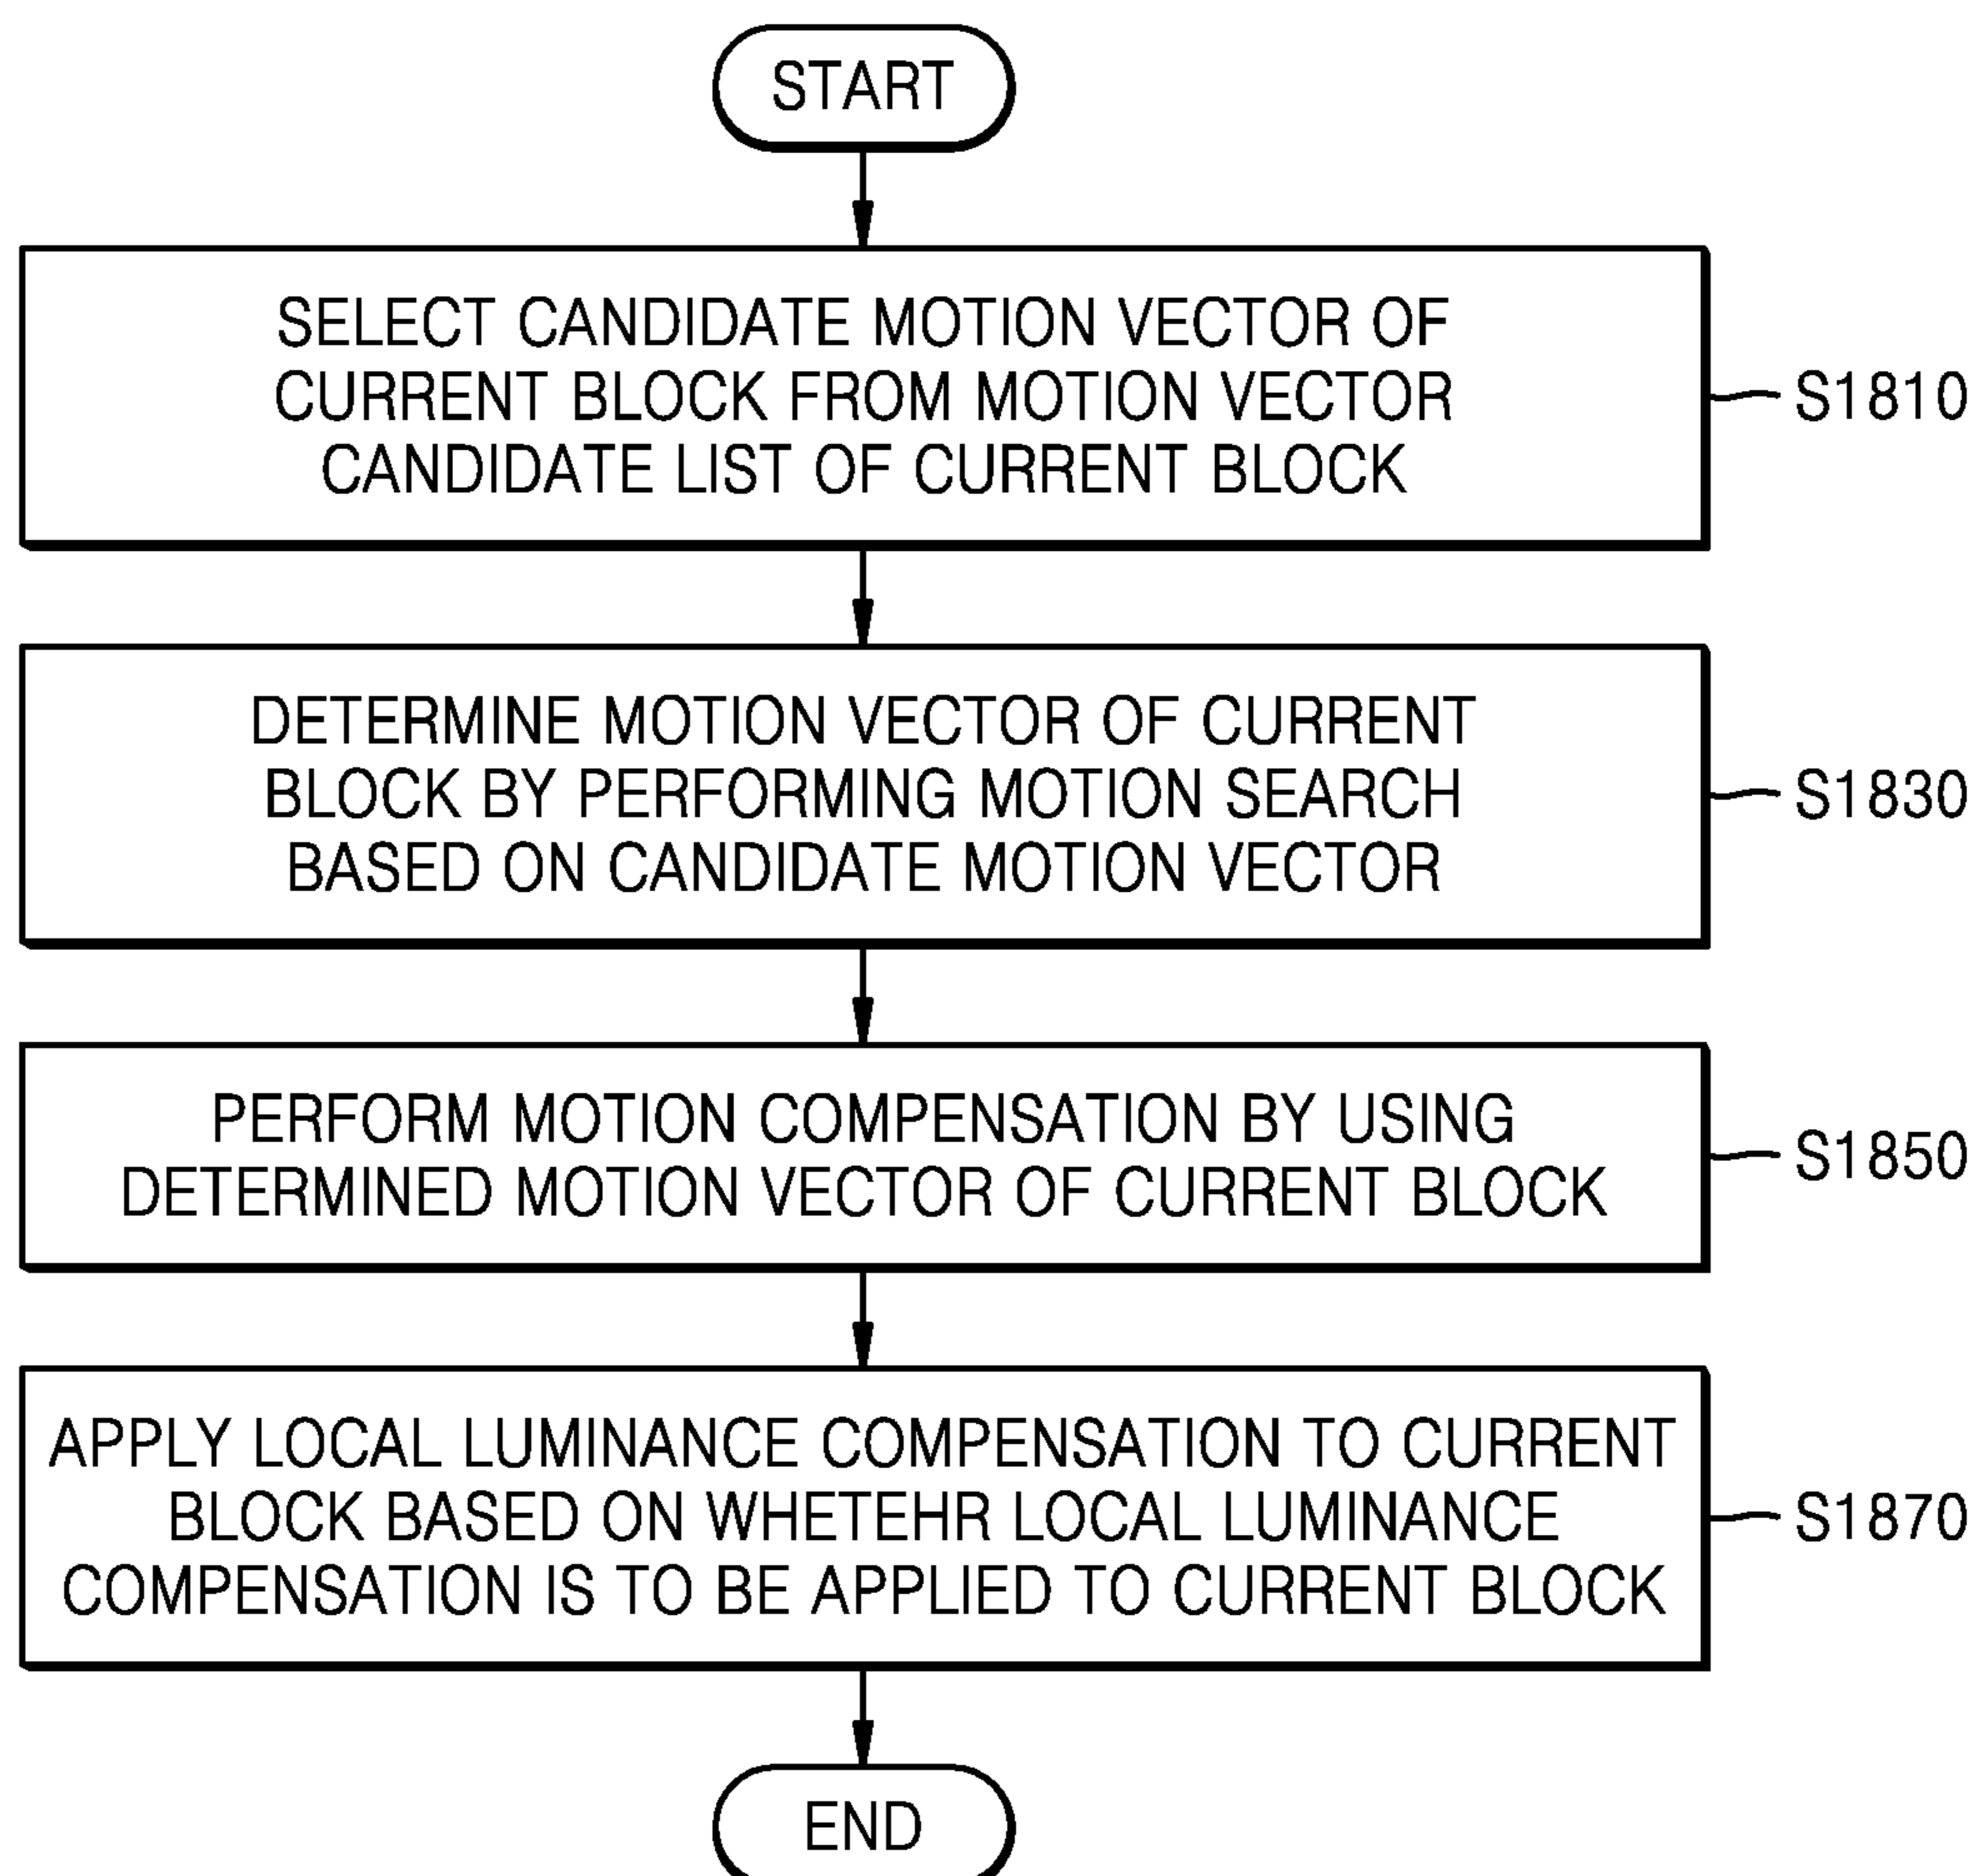 START
SELECT CANDIDATE MOTION VECTOR OF
CURRENT BLOCK FROM MOTION VECTOR
CANDIDATE LIST OF CURRENT BLOCK
S1810
DETERMINE MOTION VECTOR OF CURRENT
BLOCK BY PERFORMING MOTION SEARCH
BASED ON CANDIDATE MOTION VECTOR
S1830
PERFORM MOTION COMPENSATION BY USING
DETERMINED MOTION VECTOR OF CURRENT BLOCK
S1850
APPLY LOCAL LUMINANCE COMPENSATION TO CURRENT
BLOCK BASED ON WHETEHR LOCAL LUMINANCE
COMPENSATION IS TO BE APPLIED TO CURRENT BLOCK
S1870
END